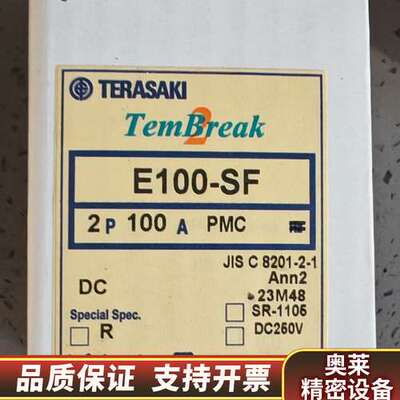 TERASAKI
TemBreak 2
E100-SF
2P 100 A PMC
JIS C 8201-2-1
Ann2
DC
23M48
Special Spec.
SR-1105
R
DC250V
品质保证 支持开票
奥莱
精密设备